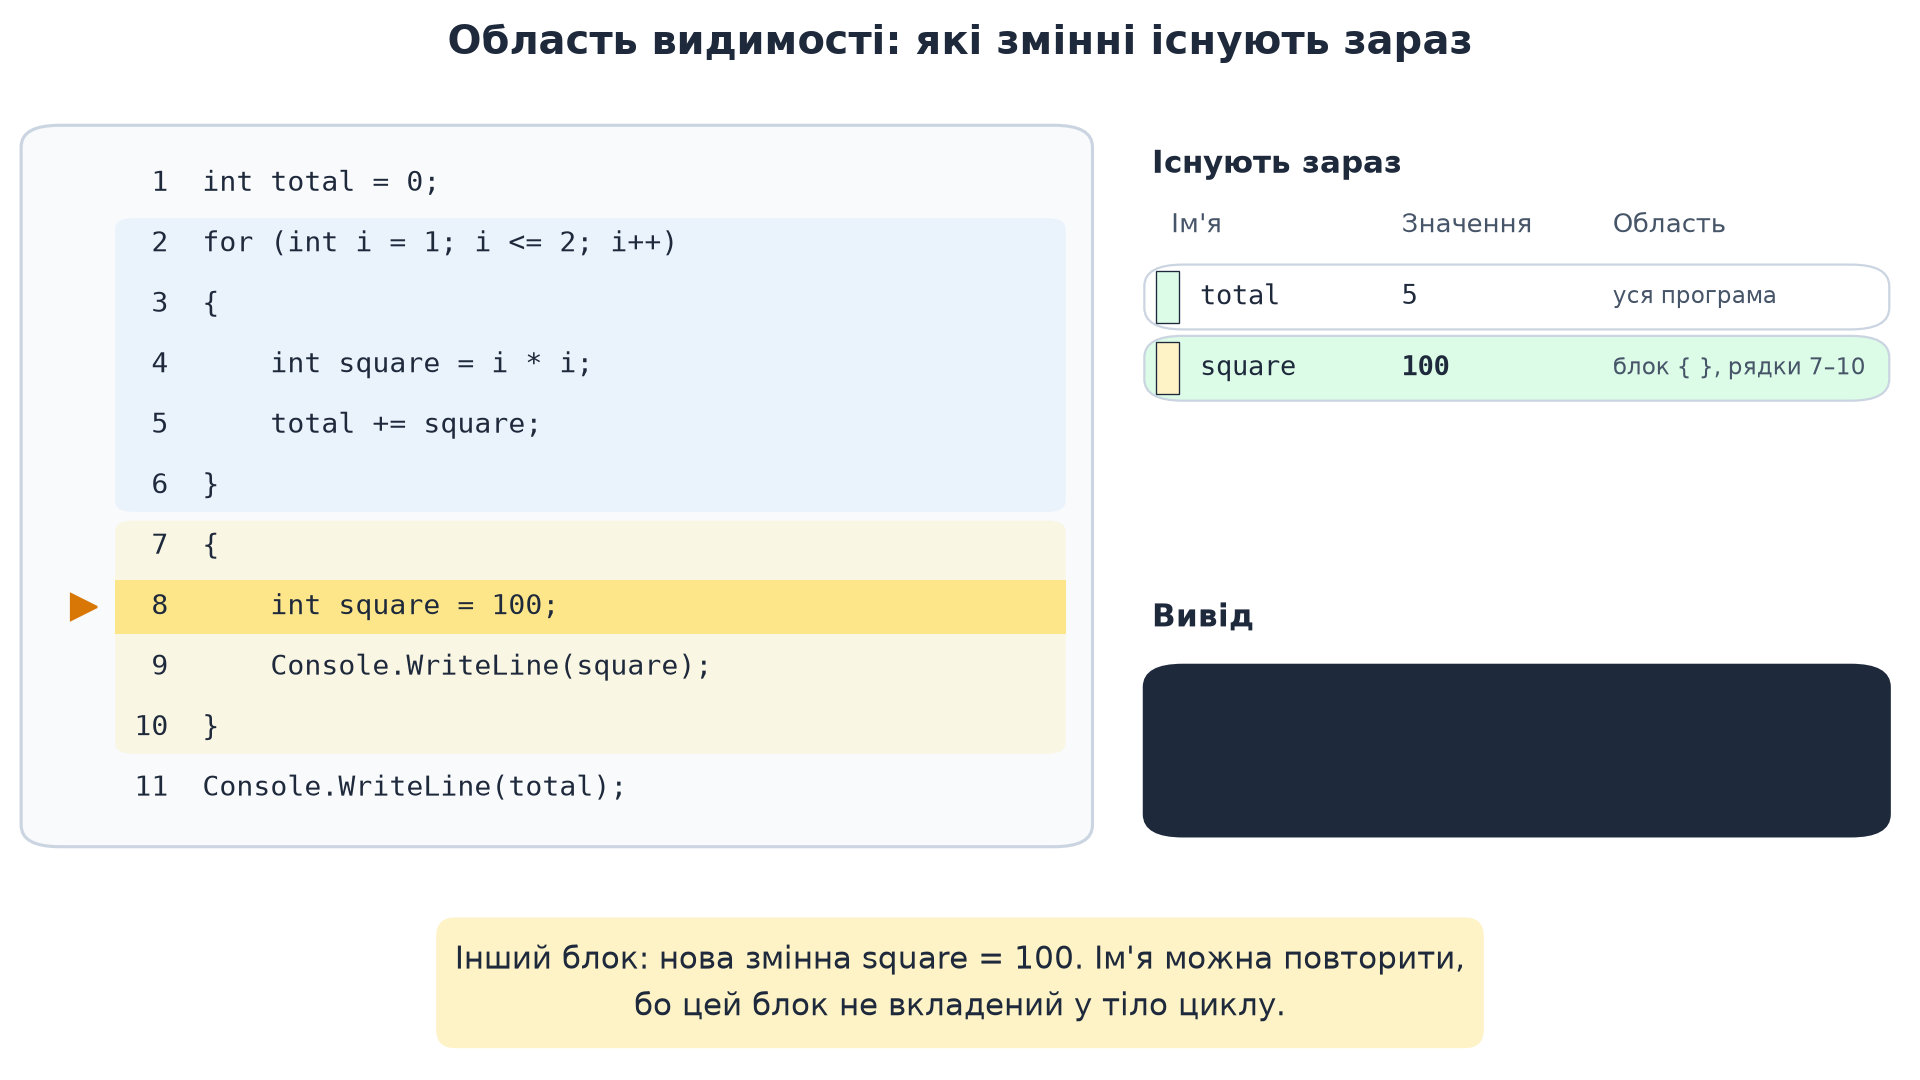 Область видимості: які змінні існують зараз
1 int total = 0;
2 for (int i = 1; i <= 2; i++)
3 {
4     int square = i * i;
5     total += square;
6 }
7 {
8     int square = 100;
9     Console.WriteLine(square);
10 }
11 Console.WriteLine(total);
Існують зараз
Ім'я Значення Область
total 5 уся програма
square 100 блок { }, рядки 7–10
Вивід
Інший блок: нова змінна square = 100. Ім'я можна повторити,
бо цей блок не вкладений у тіло циклу.